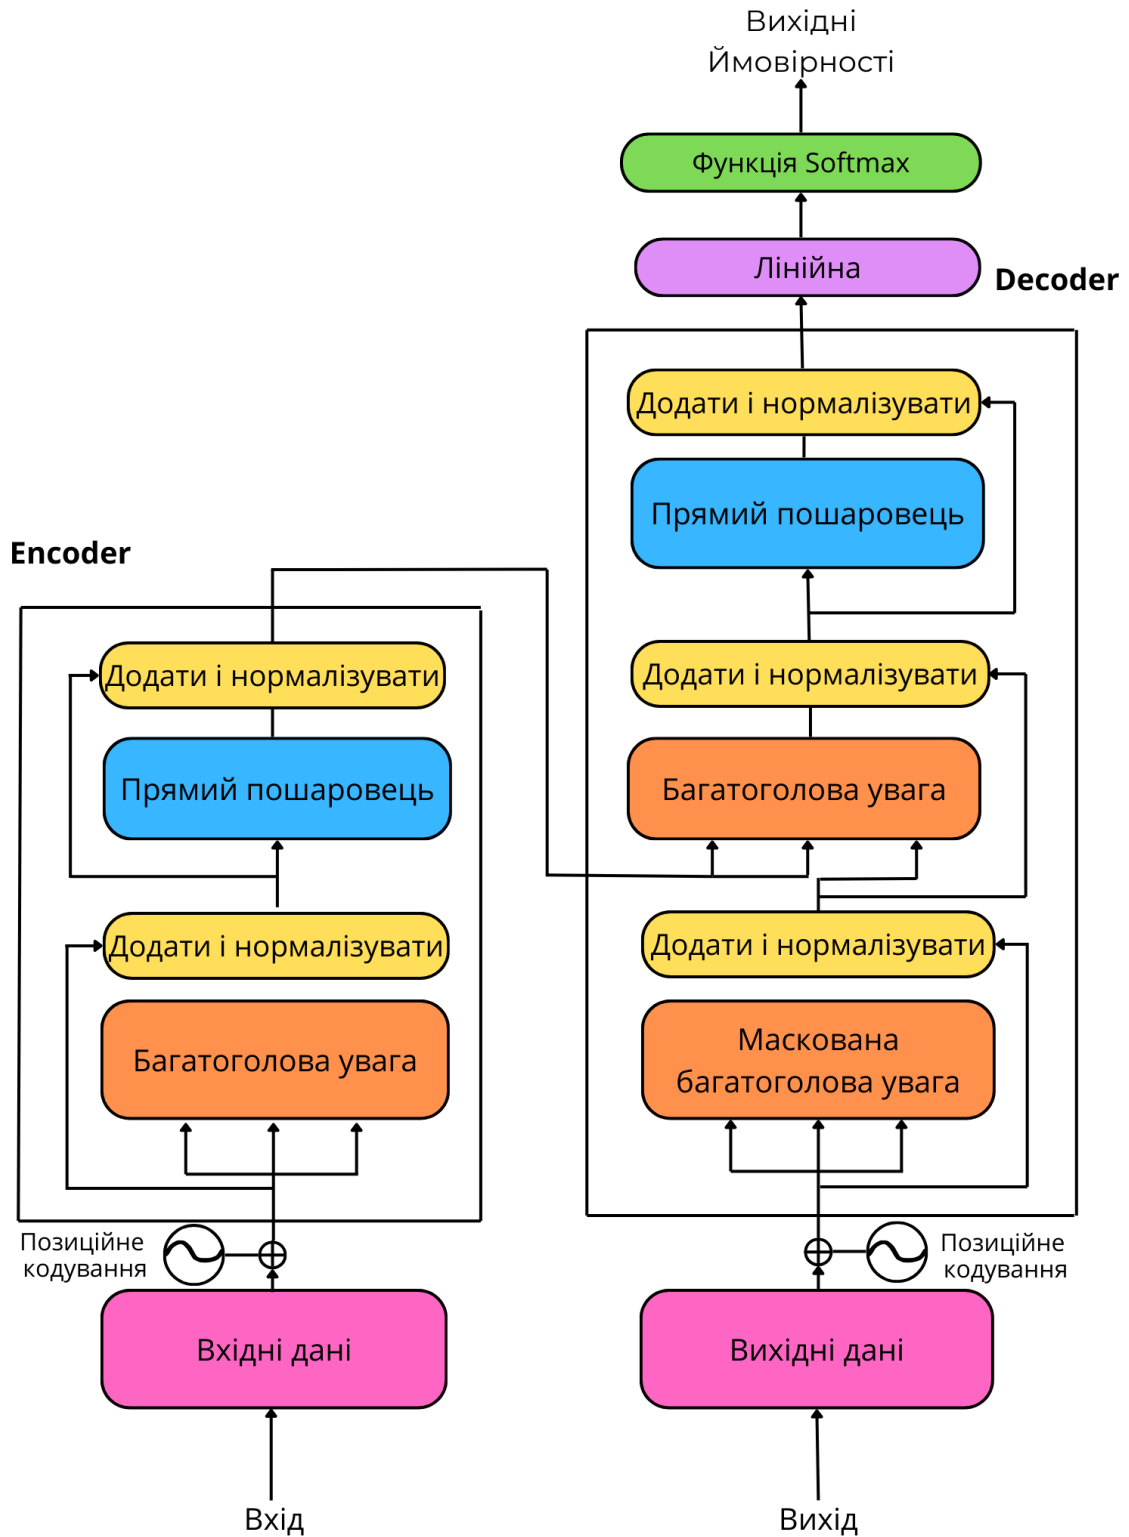 Вихідні
Ймовірності
Функція Softmax
Лінійна
Decoder
Додати і нормалізувати
Прямий пошаровець
Encoder
Додати і нормалізувати
Додати і нормалізувати
Прямий пошаровець
Багатоголова увага
Додати і нормалізувати
Додати і нормалізувати
Багатоголова увага
Маскована
багатоголова увага
Позиційне
кодування
Позиційне
кодування
Вхідні дані
Вихідні дані
Вхід
Вихід